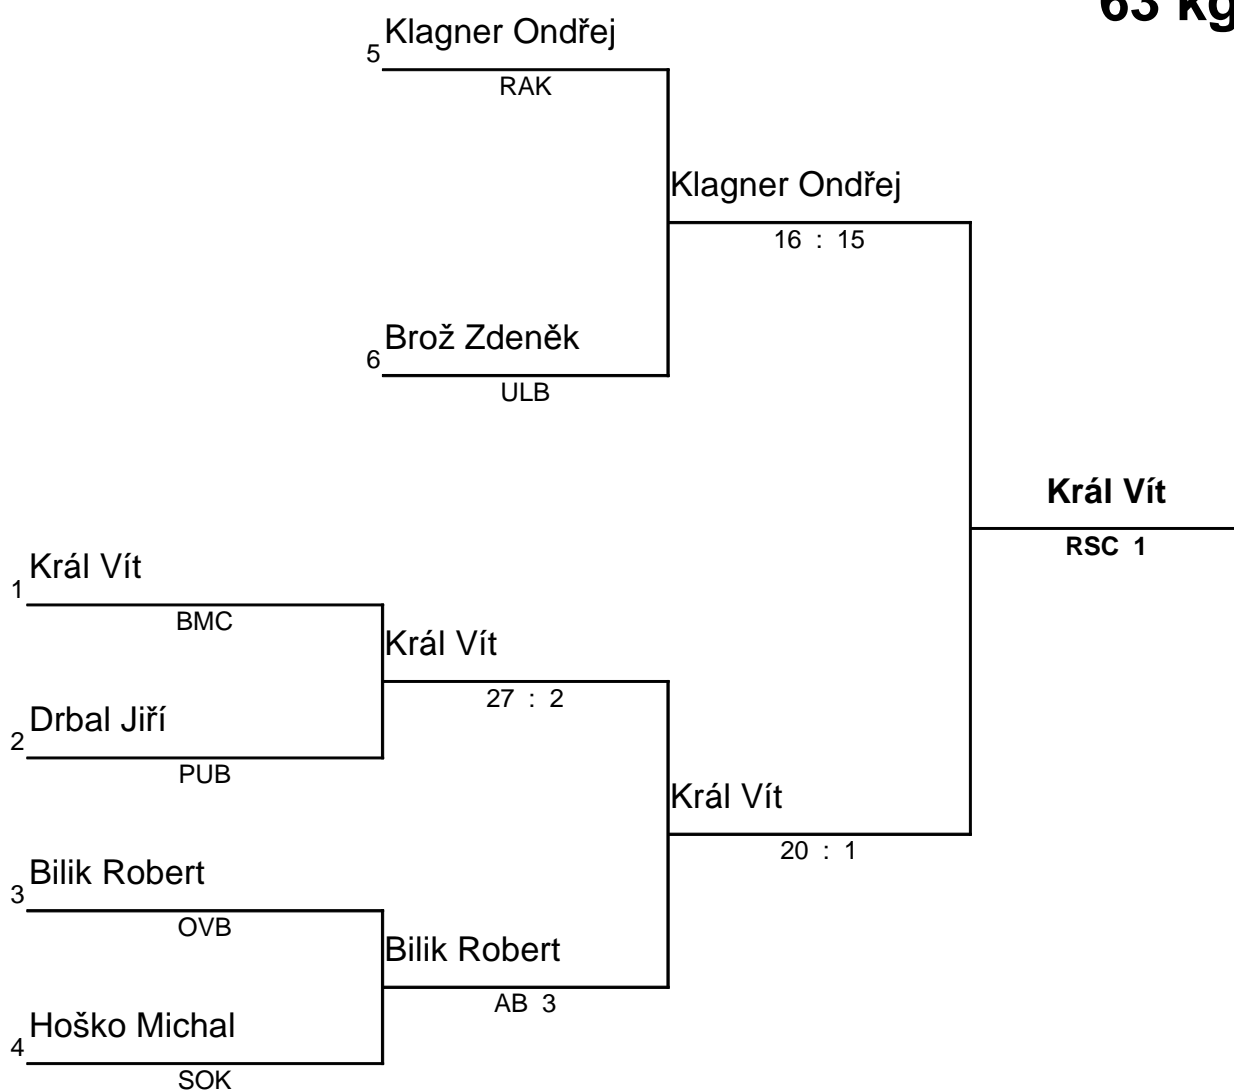 63 kg
Klagner Ondřej
5
RAK
Klagner Ondřej
16 : 15
Brož Zdeněk
6
ULB
Král Vít
RSC 1
Král Vít
1
BMC
Král Vít
27 : 2
Drbal Jiří
2
PUB
Král Vít
20 : 1
Bilik Robert
3
OVB
Bilik Robert
AB 3
Hoško Michal
4
SOK